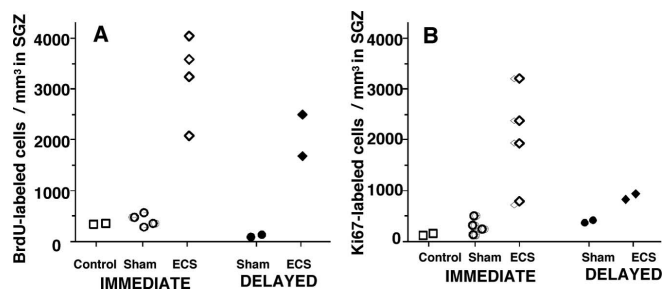 A
BrdU-labeled cells / mm³ in SGZ
4000
3000
2000
1000
0
Control Sham ECS Sham ECS
IMMEDIATE DELAYED
B
Ki67-labeled cells / mm³ in SGZ
4000
3000
2000
1000
0
Control Sham ECS Sham ECS
IMMEDIATE DELAYED